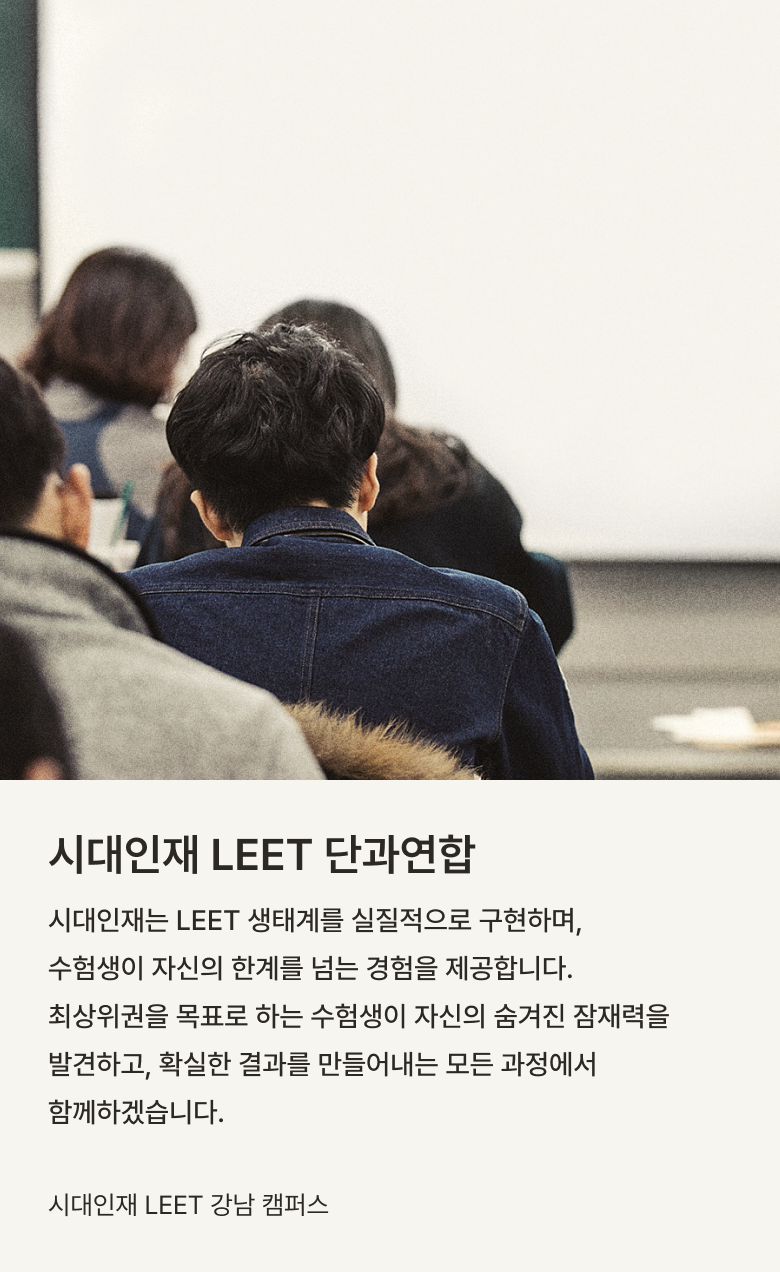 시대인재 LEET 단과연합
시대인재는 LEET 생태계를 실질적으로 구현하며,
수험생이 자신의 한계를 넘는 경험을 제공합니다.
최상위권을 목표로 하는 수험생이 자신의 숨겨진 잠재력을
발견하고, 확실한 결과를 만들어내는 모든 과정에서
함께하겠습니다.
시대인재 LEET 강남 캠퍼스